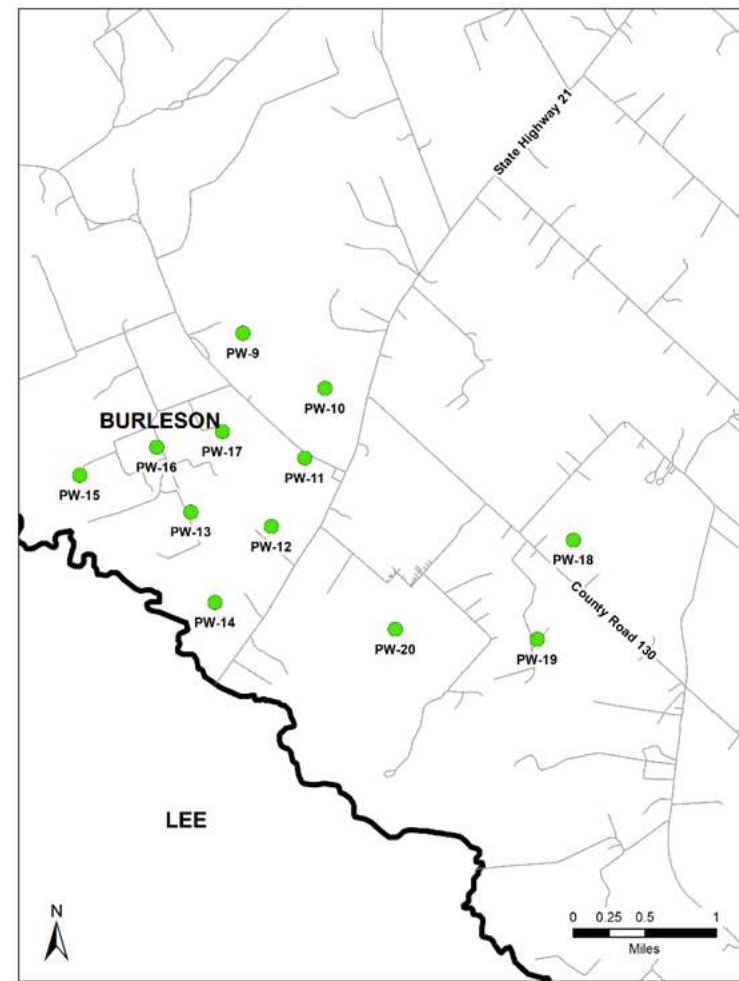 State Highway 21
PW-9
PW-10
BURLESON
PW-17
PW-16
PW-11
PW-15
PW-13
PW-12
PW-18
PW-14
County Road 130
PW-20
PW-19
LEE
N
0 0.25 0.5 1
Miles